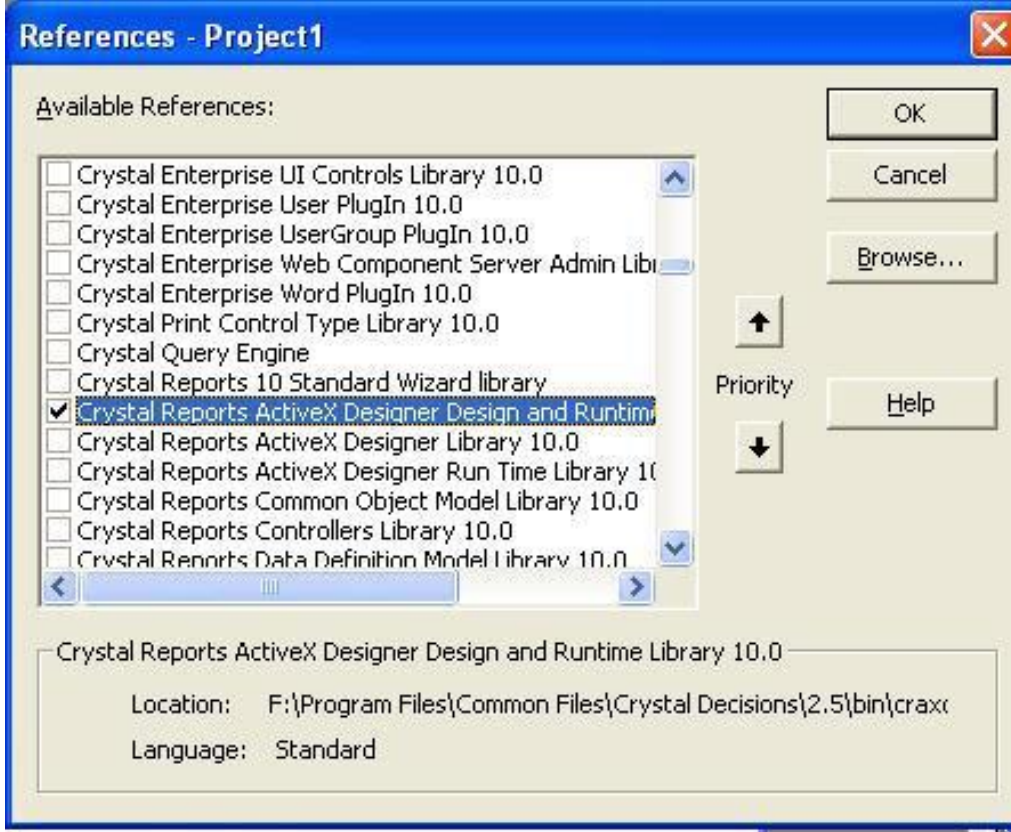 References - Project1
Available References:
OK
Cancel
Browse...
Help
Priority
Crystal Enterprise UI Controls Library 10.0
Crystal Enterprise User PlugIn 10.0
Crystal Enterprise UserGroup PlugIn 10.0
Crystal Enterprise Web Component Server Admin Libr
Crystal Enterprise Word PlugIn 10.0
Crystal Print Control Type Library 10.0
Crystal Query Engine
Crystal Reports 10 Standard Wizard library
Crystal Reports ActiveX Designer Design and Runtim
Crystal Reports ActiveX Designer Library 10.0
Crystal Reports ActiveX Designer Run Time Library 10
Crystal Reports Common Object Model Library 10.0
Crystal Reports Controllers Library 10.0
Crystal Reports Data Definition Model Library 10.0
Crystal Reports ActiveX Designer Design and Runtime Library 10.0
Location: F:\Program Files\Common Files\Crystal Decisions\2.5\bin\crax
Language: Standard